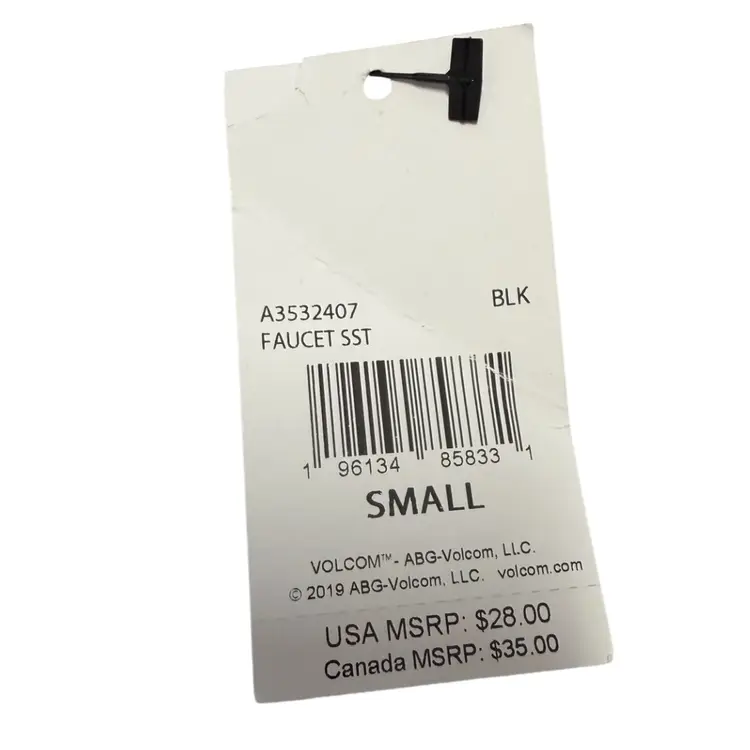 A3532407 BLK
FAUCET SST
1 96134 85833 1
SMALL
VOLCOM™- ABG-Volcom, LLC.
© 2019 ABG-Volcom, LLC. volcom.com
USA MSRP: $28.00
Canada MSRP: $35.00